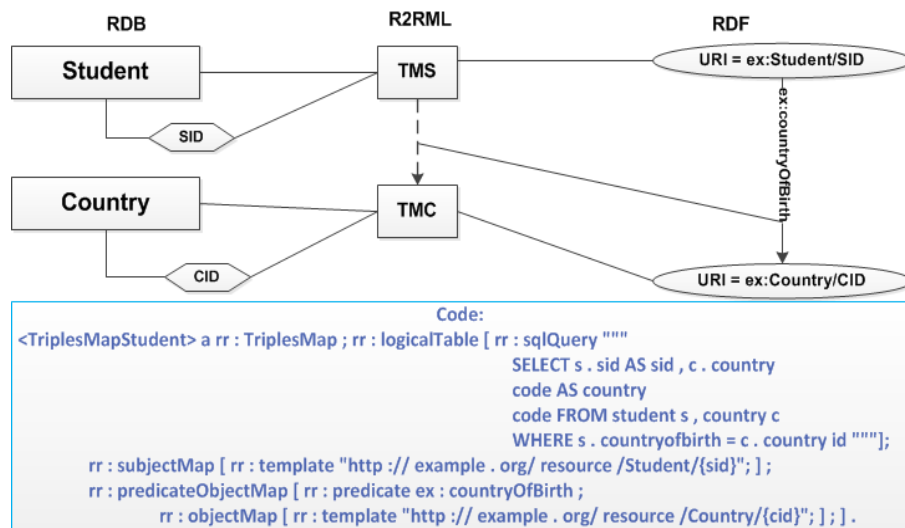 RDB
R2RML
RDF
Student
TMS
URI = ex:Student/SID
SID
ex:countryOfBirth
Country
TMC
CID
URI = ex:Country/CID
Code:
<TriplesMapStudent> a rr : TriplesMap ; rr : logicalTable [ rr : sqlQuery """
SELECT s . sid AS sid , c . country
code AS country
code FROM student s , country c
WHERE s . countryofbirth = c . country id """];
rr : subjectMap [ rr : template "http :// example . org/ resource /Student/{sid}"; ] ;
rr : predicateObjectMap [ rr : predicate ex : countryOfBirth ;
rr : objectMap [ rr : template "http :// example . org/ resource /Country/{cid}"; ] ; ] .